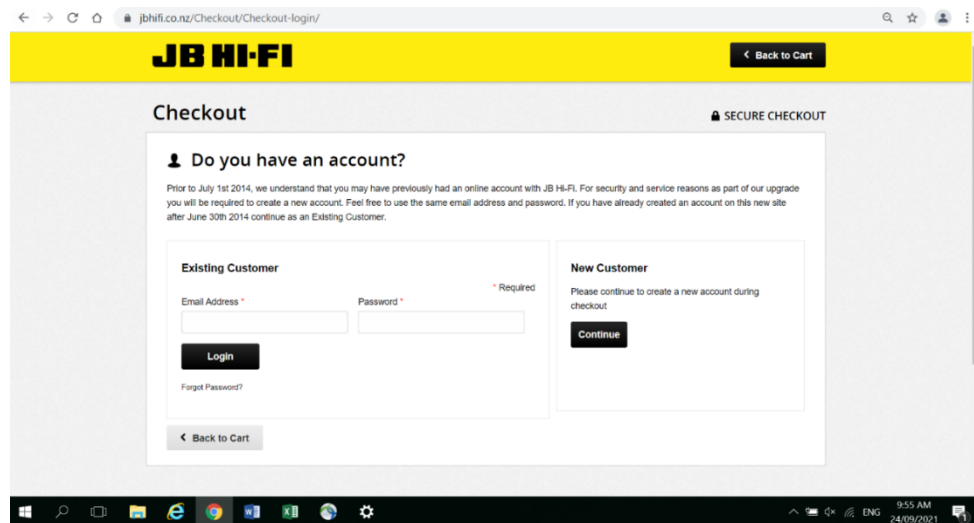 jbhifi.co.nz/Checkout/Checkout-login/
JB HI-FI
Back to Cart
Checkout
SECURE CHECKOUT
Do you have an account?
Prior to July 1st 2014, we understand that you may have previously had an online account with JB Hi-Fi. For security and service reasons as part of our upgrade
you will be required to create a new account. Feel free to use the same email address and password. If you have already created an account on this new site
after June 30th 2014 continue as an Existing Customer.
Existing Customer
* Required
Email Address *
Password *
Login
Forgot Password?
New Customer
Please continue to create a new account during
checkout
Continue
Back to Cart
ENG
9:55 AM
24/09/2021